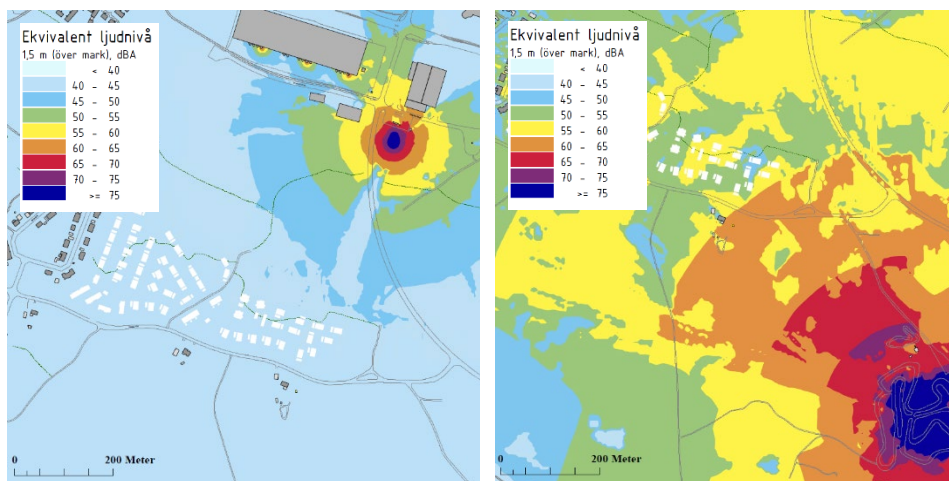 Ekvivalent ljudnivå
1,5 m (över mark), dBA
< 40
40 - 45
45 - 50
50 - 55
55 - 60
60 - 65
65 - 70
70 - 75
>= 75
0 200 Meter
Ekvivalent ljudnivå
1,5 m (över mark), dBA
< 40
40 - 45
45 - 50
50 - 55
55 - 60
60 - 65
65 - 70
70 - 75
>= 75
0 200 Meter